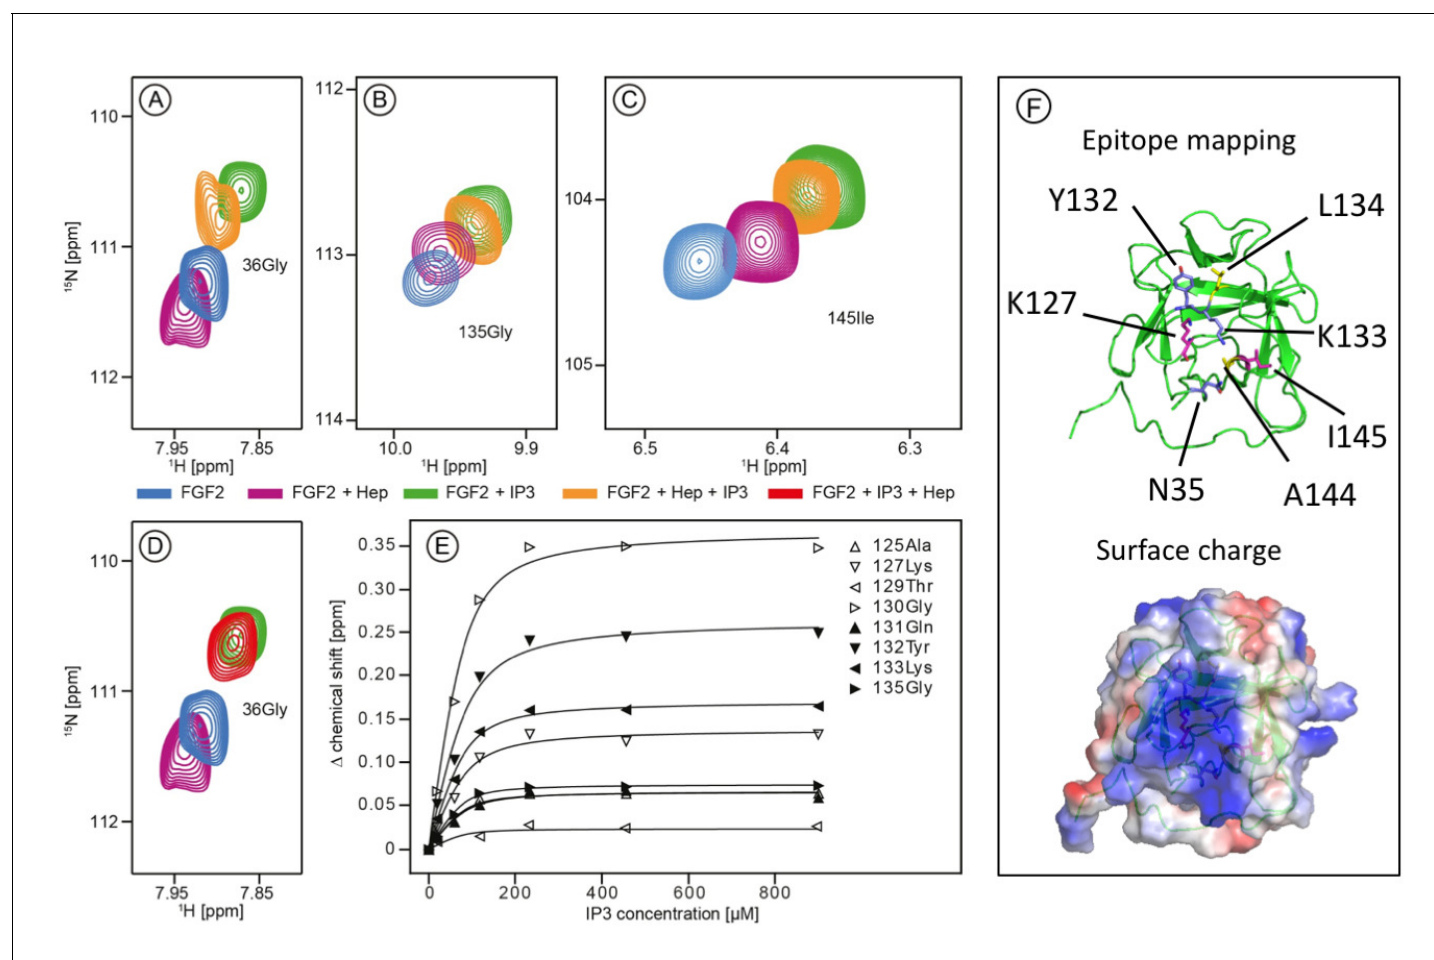 A
110
111
112
¹⁵N [ppm]
36Gly
7.95
7.85
¹H [ppm]
B
112
113
114
135Gly
10.0
9.9
¹H [ppm]
C
104
105
145Ile
6.5
6.4
6.3
¹H [ppm]
FGF2
FGF2 + Hep
FGF2 + IP3
FGF2 + Hep + IP3
FGF2 + IP3 + Hep
D
110
111
112
¹⁵N [ppm]
36Gly
7.95
7.85
¹H [ppm]
E
0.35
0.30
0.25
0.20
0.15
0.10
0.05
0
Δ chemical shift [ppm]
125Ala
127Lys
129Thr
130Gly
131Gln
132Tyr
133Lys
135Gly
0
200
400
600
800
IP3 concentration [µM]
F
Epitope mapping
Y132
L134
K127
K133
I145
N35
A144
Surface charge